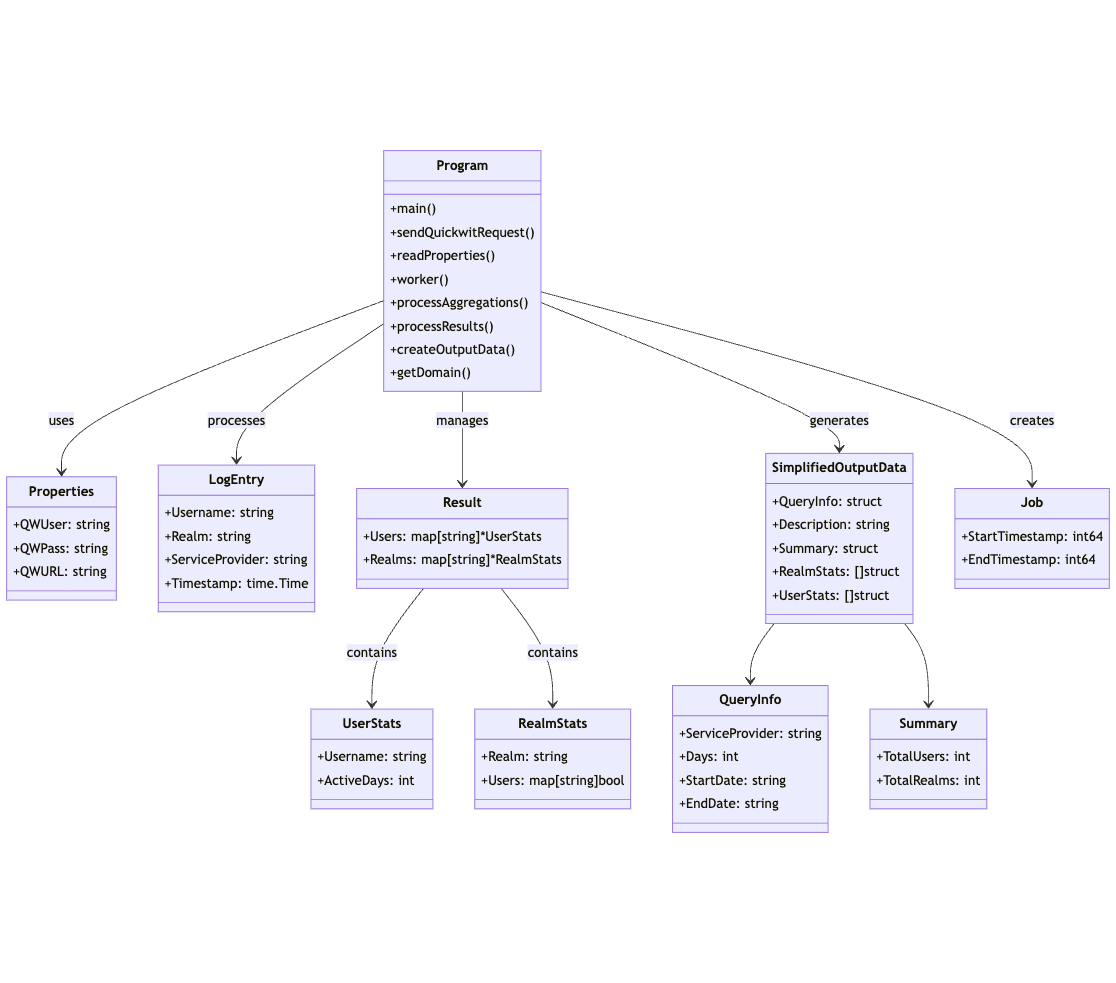 Program
+main()
+sendQuickwitRequest()
+readProperties()
+worker()
+processAggregations()
+processResults()
+createOutputData()
+getDomain()
uses
processes
manages
generates
creates
Properties
+QWUser: string
+QWPass: string
+QWURL: string
LogEntry
+Username: string
+Realm: string
+ServiceProvider: string
+Timestamp: time.Time
Result
+Users: map[string]*UserStats
+Realms: map[string]*RealmStats
SimplifiedOutputData
+QueryInfo: struct
+Description: string
+Summary: struct
+RealmStats: []struct
+UserStats: []struct
Job
+StartTimestamp: int64
+EndTimestamp: int64
contains
contains
UserStats
+Username: string
+ActiveDays: int
RealmStats
+Realm: string
+Users: map[string]bool
QueryInfo
+ServiceProvider: string
+Days: int
+StartDate: string
+EndDate: string
Summary
+TotalUsers: int
+TotalRealms: int